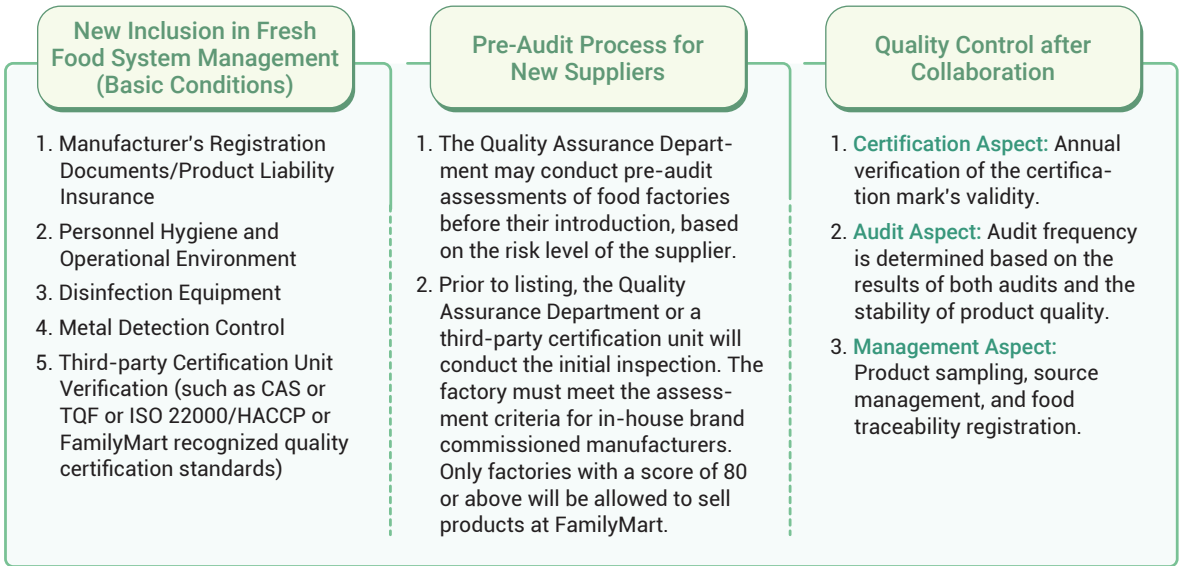 New Inclusion in Fresh
Food System Management
(Basic Conditions)
1. Manufacturer's Registration
Documents/Product Liability
Insurance
2. Personnel Hygiene and
Operational Environment
3. Disinfection Equipment
4. Metal Detection Control
5. Third-party Certification Unit
Verification (such as CAS or
TQF or ISO 22000/HACCP or
FamilyMart recognized quality
certification standards)
Pre-Audit Process for
New Suppliers
1. The Quality Assurance Depart-
ment may conduct pre-audit
assessments of food factories
before their introduction, based
on the risk level of the supplier.
2. Prior to listing, the Quality
Assurance Department or a
third-party certification unit will
conduct the initial inspection. The
factory must meet the assess-
ment criteria for in-house brand
commissioned manufacturers.
Only factories with a score of 80
or above will be allowed to sell
products at FamilyMart.
Quality Control after
Collaboration
1. Certification Aspect: Annual
verification of the certifica-
tion mark's validity.
2. Audit Aspect: Audit frequency
is determined based on the
results of both audits and the
stability of product quality.
3. Management Aspect:
Product sampling, source
management, and food
traceability registration.